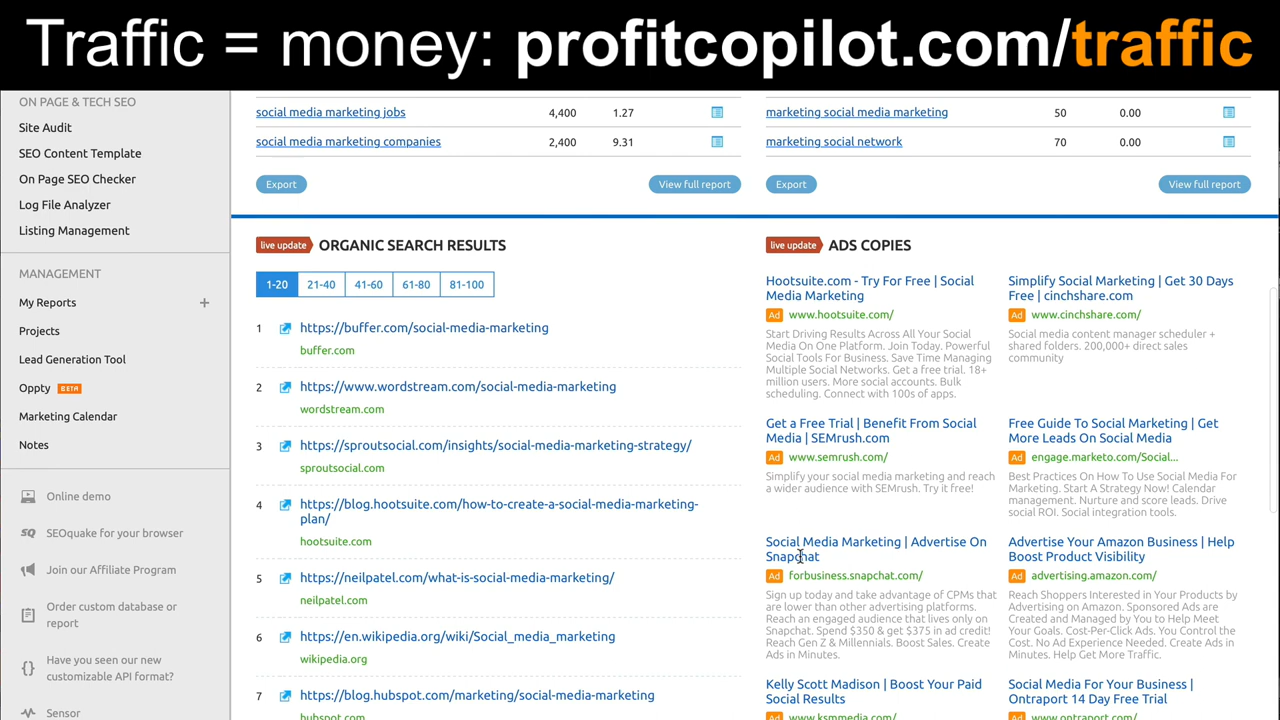 Traffic = money: profitcopilot.com/traffic
ON PAGE & TECH SEO
Site Audit
SEO Content Template
On Page SEO Checker
Log File Analyzer
Listing Management
MANAGEMENT
My Reports +
Projects
Lead Generation Tool
Oppty BETA
Marketing Calendar
Notes
Online demo
SQ SEOquake for your browser
Join our Affiliate Program
Order custom database or
report
{} Have you seen our new
customizable API format?
Sensor
social media marketing jobs 4,400 1.27
social media marketing companies 2,400 9.31
Export View full report
marketing social media marketing 50 0.00
marketing social network 70 0.00
Export View full report
live update ORGANIC SEARCH RESULTS
1-20 21-40 41-60 61-80 81-100
1 https://buffer.com/social-media-marketing
buffer.com
2 https://www.wordstream.com/social-media-marketing
wordstream.com
3 https://sproutsocial.com/insights/social-media-marketing-strategy/
sproutsocial.com
4 https://blog.hootsuite.com/how-to-create-a-social-media-marketing-
plan/
hootsuite.com
5 https://neilpatel.com/what-is-social-media-marketing/
neilpatel.com
6 https://en.wikipedia.org/wiki/Social_media_marketing
wikipedia.org
7 https://blog.hubspot.com/marketing/social-media-marketing
hubspot.com
live update ADS COPIES
Hootsuite.com - Try For Free | Social
Media Marketing
Ad www.hootsuite.com/
Start Driving Results Across All Your Social
Media On One Platform. Join Today. Powerful
Social Tools For Business. Save Time Managing
Multiple Social Networks. Get a free trial. 18+
million users. More social accounts. Bulk
scheduling. Connect with 100s of apps.
Simplify Social Marketing | Get 30 Days
Free | cinchshare.com
Ad www.cinchshare.com/
Social media content manager scheduler +
shared folders. 200,000+ direct sales
community
Get a Free Trial | Benefit From Social
Media | SEMrush.com
Ad www.semrush.com/
Simplify your social media marketing and reach
a wider audience with SEMrush. Try it free!
Free Guide To Social Marketing | Get
More Leads On Social Media
Ad engage.marketo.com/Social...
Best Practices On How To Use Social Media For
Marketing. Start A Strategy Now! Calendar
management. Nurture and score leads. Drive
social ROI. Social integration tools.
Social Media Marketing | Advertise On
Snapchat
Ad forbusiness.snapchat.com/
Sign up today and take advantage of CPMs that
are lower than other advertising platforms.
Reach an engaged audience that lives only on
Snapchat. Spend $350 & get $375 in ad credit!
Reach Gen Z & Millennials. Boost Sales. Create
Ads in Minutes.
Advertise Your Amazon Business | Help
Boost Product Visibility
Ad advertising.amazon.com/
Reach Shoppers Interested in Your Products by
Advertising on Amazon. Sponsored Ads are
Created and Managed by You to Help Meet
Your Goals. Cost-Per-Click Ads. You Control the
Cost. No Ad Experience Needed. Create Ads in
Minutes. Help Get More Traffic.
Kelly Scott Madison | Boost Your Paid
Social Results
Ad www.ksmmedia.com/
Social Media For Your Business |
Ontraport 14 Day Free Trial
Ad www.ontraport.com/